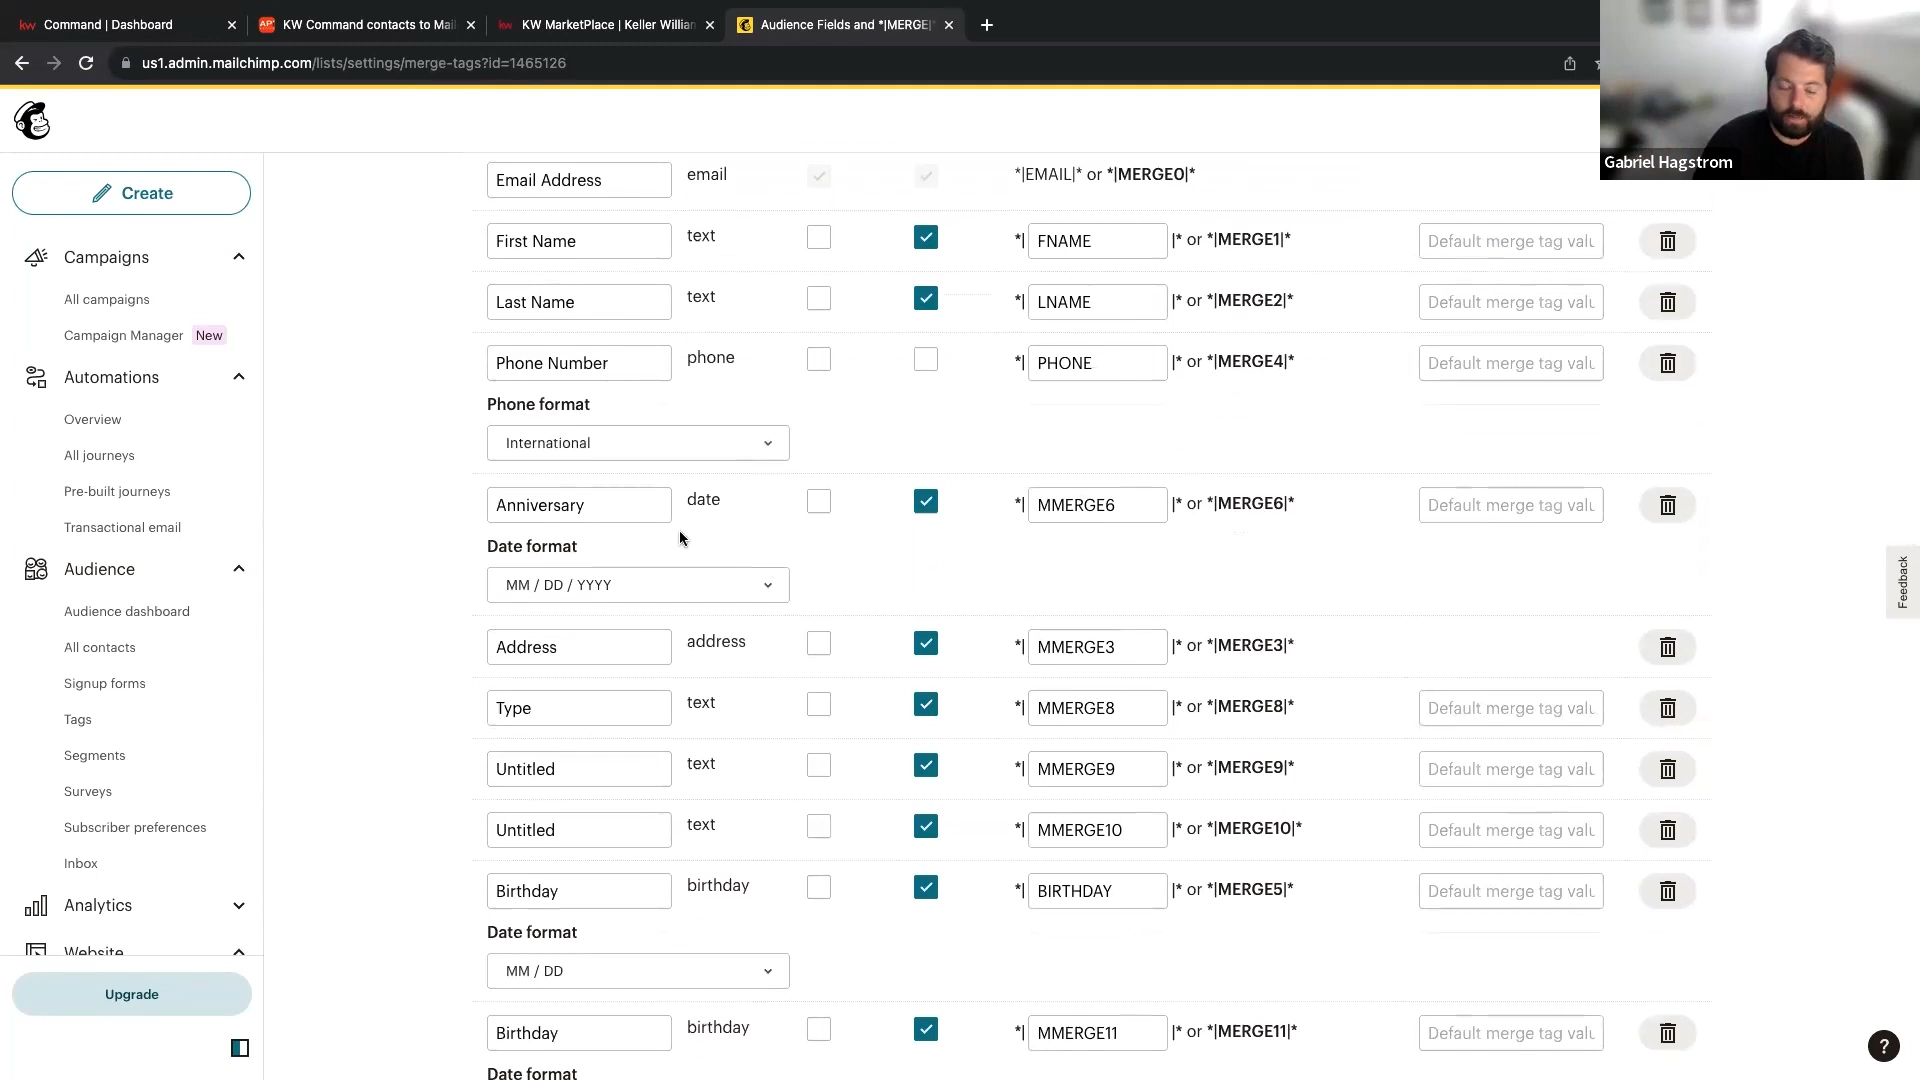 kw Command | Dashboard
AP KW Command contacts to Mai
kw KW MarketPlace | Keller Willian
Audience Fields and *|MERGE|
us1.admin.mailchimp.com/lists/settings/merge-tags?id=1465126
Gabriel Hagstrom
Create
Campaigns
All campaigns
Campaign Manager New
Automations
Overview
All journeys
Pre-built journeys
Transactional email
Audience
Audience dashboard
All contacts
Signup forms
Tags
Segments
Surveys
Subscriber preferences
Inbox
Analytics
Website
Upgrade
Email Address email *|EMAIL|* or *|MERGE0|*
First Name text *| FNAME |* or *|MERGE1|* Default merge tag valu
Last Name text *| LNAME |* or *|MERGE2|* Default merge tag valu
Phone Number phone *| PHONE |* or *|MERGE4|* Default merge tag valu
Phone format
International
Anniversary date *| MMERGE6 |* or *|MERGE6|* Default merge tag valu
Date format
MM / DD / YYYY
Address address *| MMERGE3 |* or *|MERGE3|*
Type text *| MMERGE8 |* or *|MERGE8|* Default merge tag valu
Untitled text *| MMERGE9 |* or *|MERGE9|* Default merge tag valu
Untitled text *| MMERGE10 |* or *|MERGE10|* Default merge tag valu
Birthday birthday *| BIRTHDAY |* or *|MERGE5|* Default merge tag valu
Date format
MM / DD
Birthday birthday *| MMERGE11 |* or *|MERGE11|* Default merge tag valu
Date format
Feedback
?